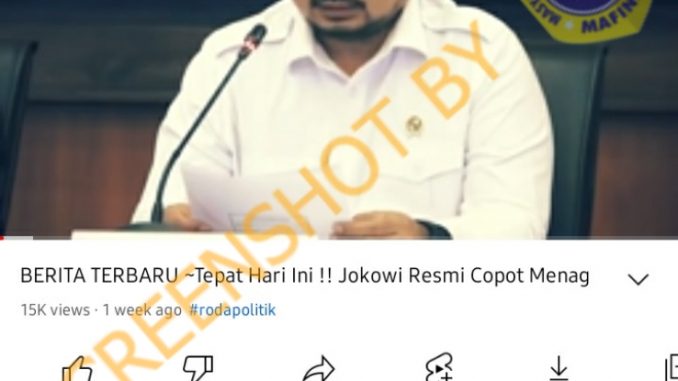 MAFIN
SCREENSHOT BY
BERITA TERBARU ~Tepat Hari Ini !! Jokowi Resmi Copot Menag
15K views · 1 week ago #rodapolitik